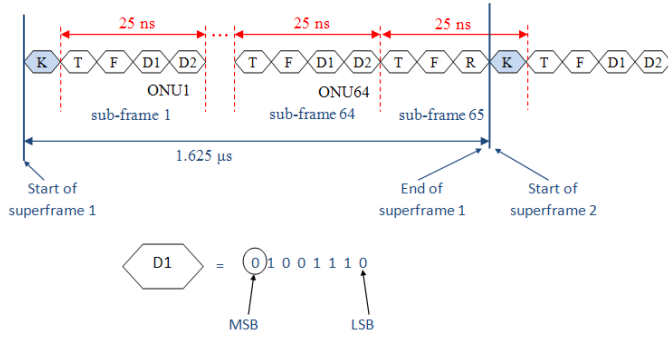 25 ns ... 25 ns 25 ns
K T F D1 D2 T F D1 D2 T F R K T F D1 D2
ONU1 ONU64
sub-frame 1 sub-frame 64 sub-frame 65
1.625 µs
Start of superframe 1
End of superframe 1
Start of superframe 2
D1 = 0 1 0 0 1 1 1 0
MSB LSB